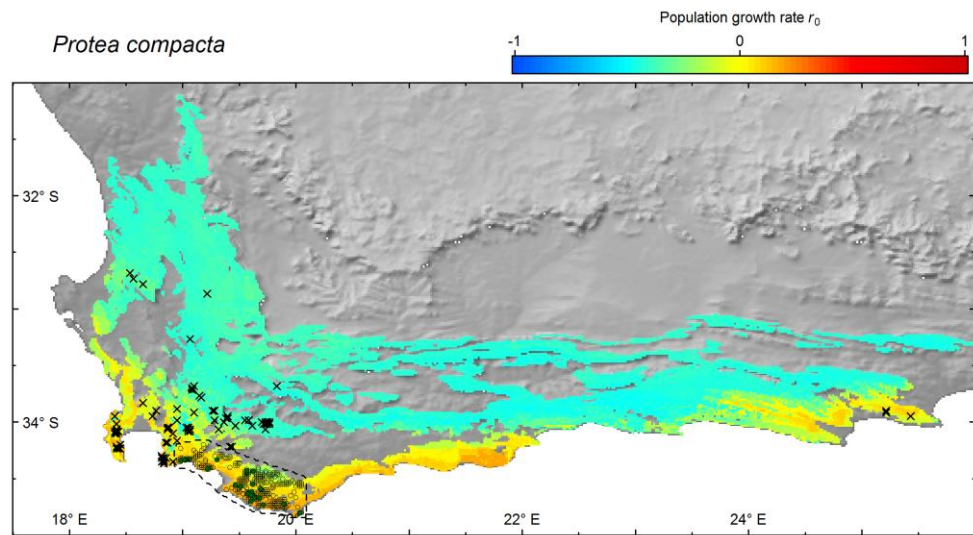 Population growth rate r0
Protea compacta
-1 0 1
32° S
34° S
18° E 20° E 22° E 24° E